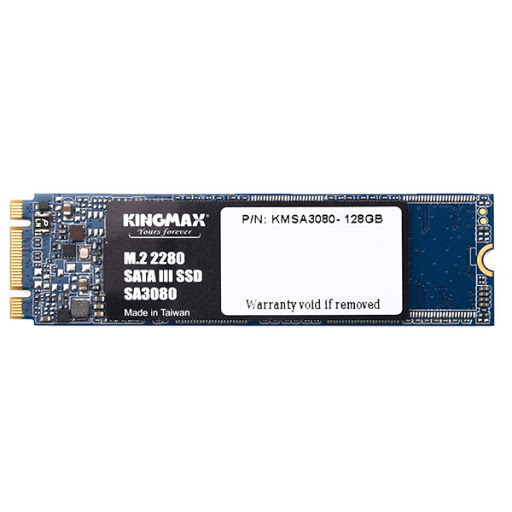 KINGMAX®
Yours forever
M.2 2280
SATA III SSD
SA3080
Made in Taiwan
P/N: KMSA3080- 128GB
Warranty void if removed